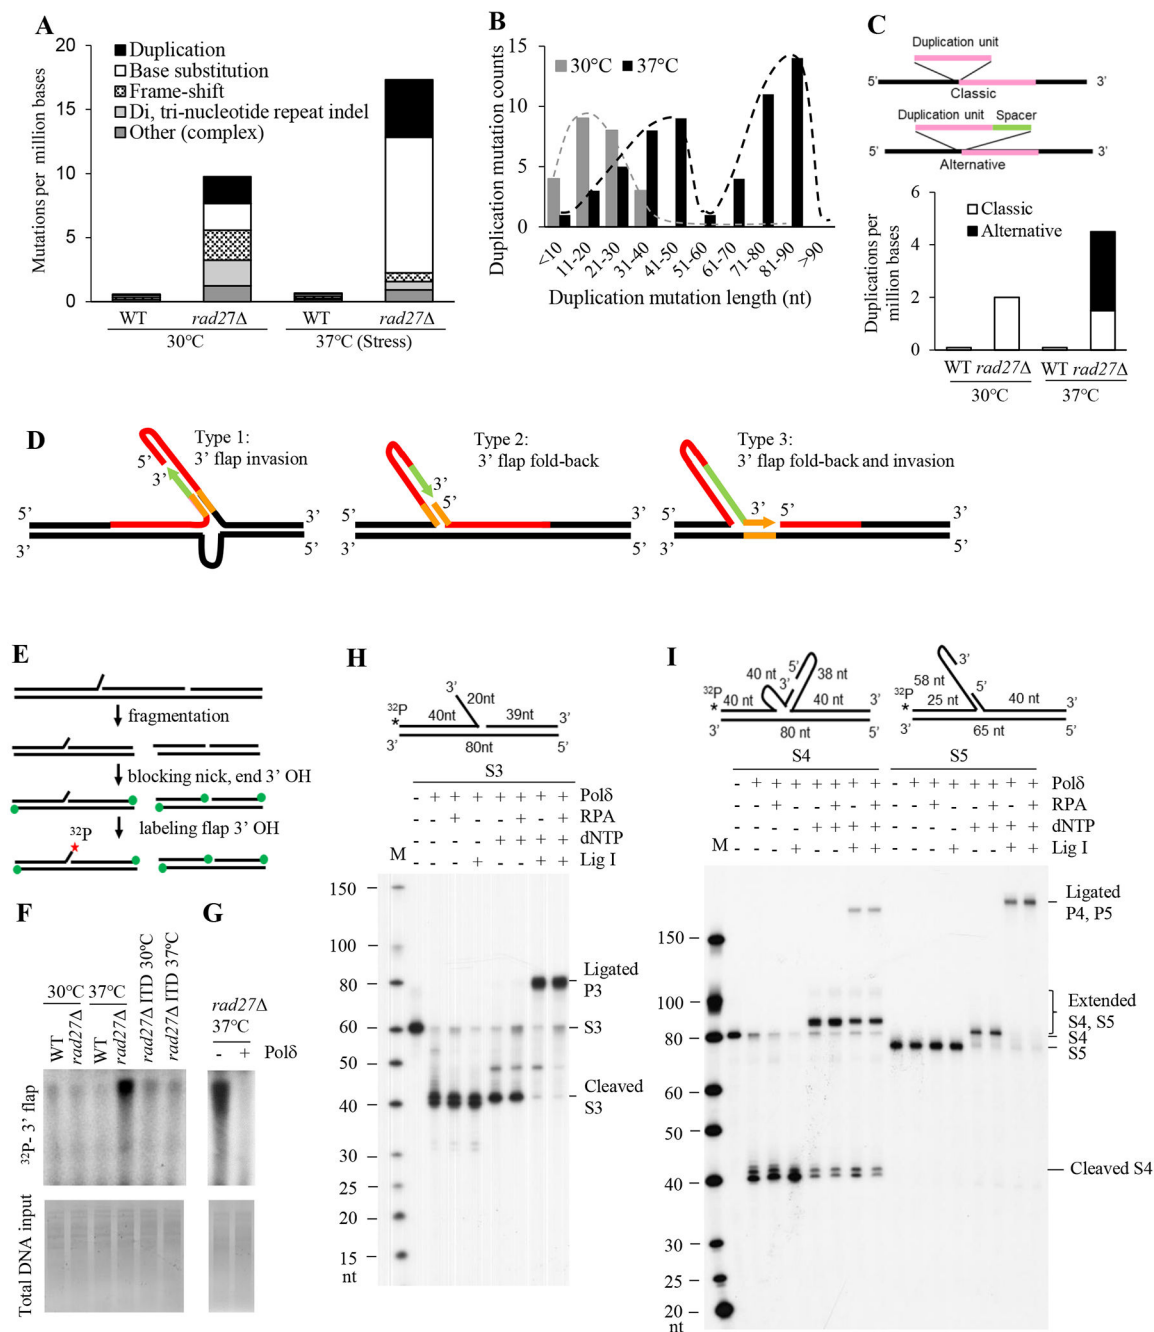 A
Mutations per million bases
20
15
10
5
0
Duplication
Base substitution
Frame-shift
Di, tri-nucleotide repeat indel
Other (complex)
WT rad27Δ WT rad27Δ
30°C 37°C (Stress)
B
Duplication mutation counts
15
10
5
0
30°C 37°C
<10 11-20 21-30 31-40 41-50 51-60 61-70 71-80 81-90 >90
Duplication mutation length (nt)
C
Duplication unit
5' 3'
Classic
Duplication unit Spacer
5' 3'
Alternative
Duplications per
million bases
6
4
2
0
Classic
Alternative
WT rad27Δ WT rad27Δ
30°C 37°C
D
Type 1:
3' flap invasion
5'
3'
5' 3'
3' 5'
Type 2:
3' flap fold-back
3'
5'
5' 3'
3' 5'
Type 3:
3' flap fold-back and invasion
3' 5'
5' 3'
3' 5'
E
fragmentation
blocking nick, end 3' OH
labeling flap 3' OH
32P
F
30°C 37°C
WT rad27Δ WT rad27Δ rad27Δ ITD 30°C rad27Δ ITD 37°C
32P- 3' flap
Total DNA input
G
rad27Δ
37°C
- + Polδ
H
3'
20nt
32P
* 40nt 39nt 3'
3' 80nt 5'
S3
- + + + + + + + Polδ
- - + - - + - + RPA
- - - - + + + + dNTP
- - - + - - + + Lig I
M
150
100
80
60
50
40
30
25
20
15
nt
Ligated
P3
S3
Cleaved
S3
I
40 nt 5' 38 nt
3'
32P
* 40 nt 40 nt
3' 80 nt 5'
3'
58 nt 5'
32P
* 25 nt 40 nt 3'
3' 65 nt 5'
S4 S5
- + + + + + + + - + + + + + + + Polδ
- - + - - + - + - - + - - + - + RPA
- - - - + + + + - - - - + + + + dNTP
M - - - + - - + + - - - + - - + + Lig I
150
100
80
60
50
40
30
25
20
nt
Ligated
P4, P5
Extended
S4, S5
S4
S5
Cleaved S4